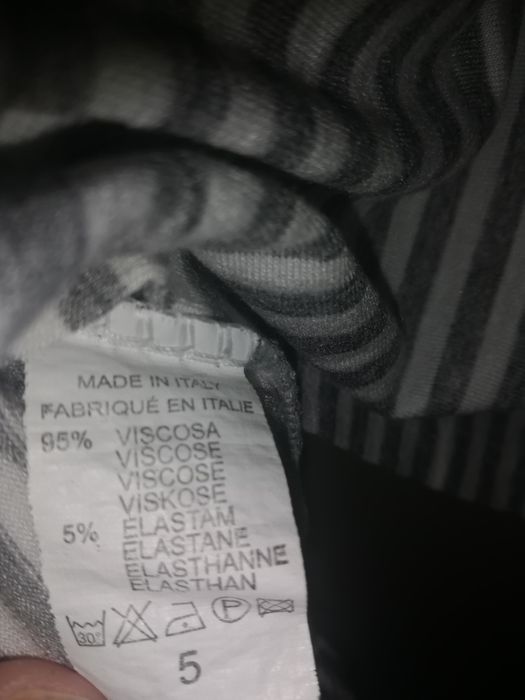 MADE IN ITALY
FABRIQUÉ EN ITALIE
95% VISCOSA
VISCOSE
VISCOSE
VISKOSE
5% ELASTAM
ELASTANE
ELASTHANNE
ELASTHAN
30° P
5